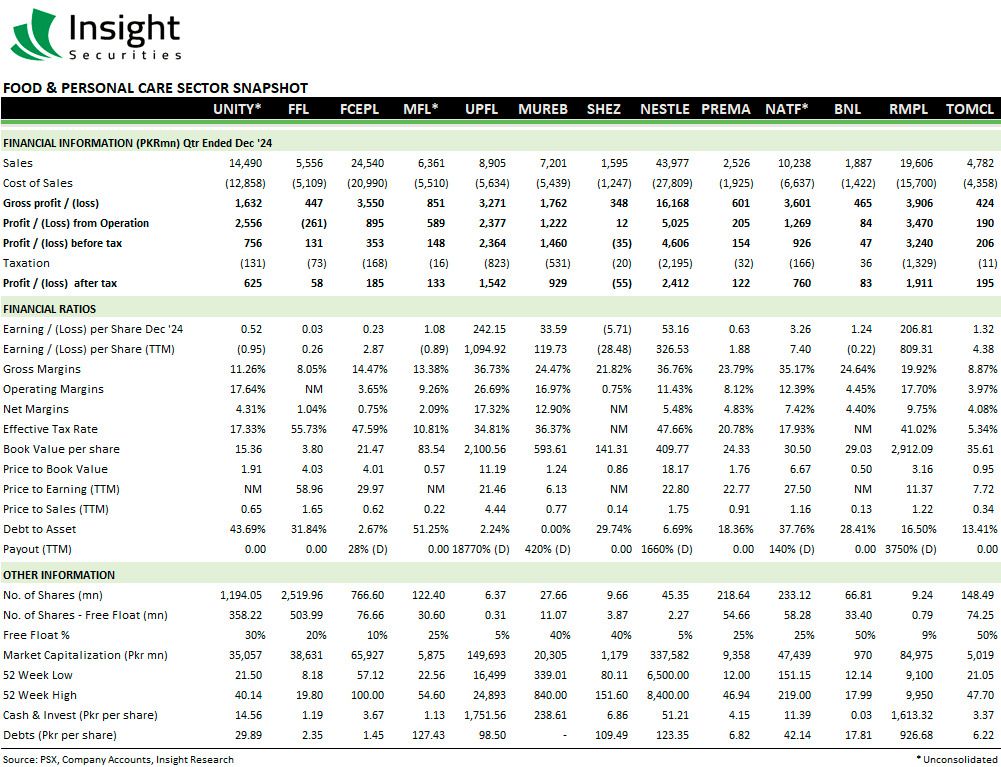 Insight
Securities
FOOD & PERSONAL CARE SECTOR SNAPSHOT
UNITY* FFL FCEPL MFL* UPFL MUREB SHEZ NESTLE PREMA NATF* BNL RMPL TOMCL
FINANCIAL INFORMATION (PKRmn) Qtr Ended Dec '24
Sales 14,490 5,556 24,540 6,361 8,905 7,201 1,595 43,977 2,526 10,238 1,887 19,606 4,782
Cost of Sales (12,858) (5,109) (20,990) (5,510) (5,634) (5,439) (1,247) (27,809) (1,925) (6,637) (1,422) (15,700) (4,358)
Gross profit / (loss) 1,632 447 3,550 851 3,271 1,762 348 16,168 601 3,601 465 3,906 424
Profit / (Loss) from Operation 2,556 (261) 895 589 2,377 1,222 12 5,025 205 1,269 84 3,470 190
Profit / (loss) before tax 756 131 353 148 2,364 1,460 (35) 4,606 154 926 47 3,240 206
Taxation (131) (73) (168) (16) (823) (531) (20) (2,195) (32) (166) 36 (1,329) (11)
Profit / (loss)  after tax 625 58 185 133 1,542 929 (55) 2,412 122 760 83 1,911 195
FINANCIAL RATIOS
Earning / (Loss) per Share Dec '24 0.52 0.03 0.23 1.08 242.15 33.59 (5.71) 53.16 0.63 3.26 1.24 206.81 1.32
Earning / (Loss) per Share (TTM) (0.95) 0.26 2.87 (0.89) 1,094.92 119.73 (28.48) 326.53 1.88 7.40 (0.22) 809.31 4.38
Gross Margins 11.26% 8.05% 14.47% 13.38% 36.73% 24.47% 21.82% 36.76% 23.79% 35.17% 24.64% 19.92% 8.87%
Operating Margins 17.64% NM 3.65% 9.26% 26.69% 16.97% 0.75% 11.43% 8.12% 12.39% 4.45% 17.70% 3.97%
Net Margins 4.31% 1.04% 0.75% 2.09% 17.32% 12.90% NM 5.48% 4.83% 7.42% 4.40% 9.75% 4.08%
Effective Tax Rate 17.33% 55.73% 47.59% 10.81% 34.81% 36.37% NM 47.66% 20.78% 17.93% NM 41.02% 5.34%
Book Value per share 15.36 3.80 21.47 83.54 2,100.56 593.61 141.31 409.77 24.33 30.50 29.03 2,912.09 35.61
Price to Book Value 1.91 4.03 4.01 0.57 11.19 1.24 0.86 18.17 1.76 6.67 0.50 3.16 0.95
Price to Earning (TTM) NM 58.96 29.97 NM 21.46 6.13 NM 22.80 22.77 27.50 NM 11.37 7.72
Price to Sales (TTM) 0.65 1.65 0.62 0.22 4.44 0.77 0.14 1.75 0.91 1.16 0.13 1.22 0.34
Debt to Asset 43.69% 31.84% 2.67% 51.25% 2.24% 0.00% 29.74% 6.69% 18.36% 37.76% 28.41% 16.50% 13.41%
Payout (TTM) 0.00 0.00 28% (D) 0.00 18770% (D) 420% (D) 0.00 1660% (D) 0.00 140% (D) 0.00 3750% (D) 0.00
OTHER INFORMATION
No. of Shares (mn) 1,194.05 2,519.96 766.60 122.40 6.37 27.66 9.66 45.35 218.64 233.12 66.81 9.24 148.49
No. of Shares - Free Float (mn) 358.22 503.99 76.66 30.60 0.31 11.07 3.87 2.27 54.66 58.28 33.40 0.79 74.25
Free Float % 30% 20% 10% 25% 5% 40% 40% 5% 25% 25% 50% 9% 50%
Market Capitalization (Pkr mn) 35,057 38,631 65,927 5,875 149,693 20,305 1,179 337,582 9,358 47,439 970 84,975 5,019
52 Week Low 21.50 8.18 57.12 22.56 16,499 339.01 80.11 6,500.00 12.00 151.15 12.14 9,100 21.05
52 Week High 40.14 19.80 100.00 54.60 24,893 840.00 151.60 8,400.00 46.94 219.00 17.99 9,950 47.70
Cash & Invest (Pkr per share) 14.56 1.19 3.67 1.13 1,751.56 238.61 6.86 51.21 4.15 11.39 0.03 1,613.32 3.37
Debts (Pkr per share) 29.89 2.35 1.45 127.43 98.50 - 109.49 123.35 6.82 42.14 17.81 926.68 6.22
Source: PSX, Company Accounts, Insight Research * Unconsolidated